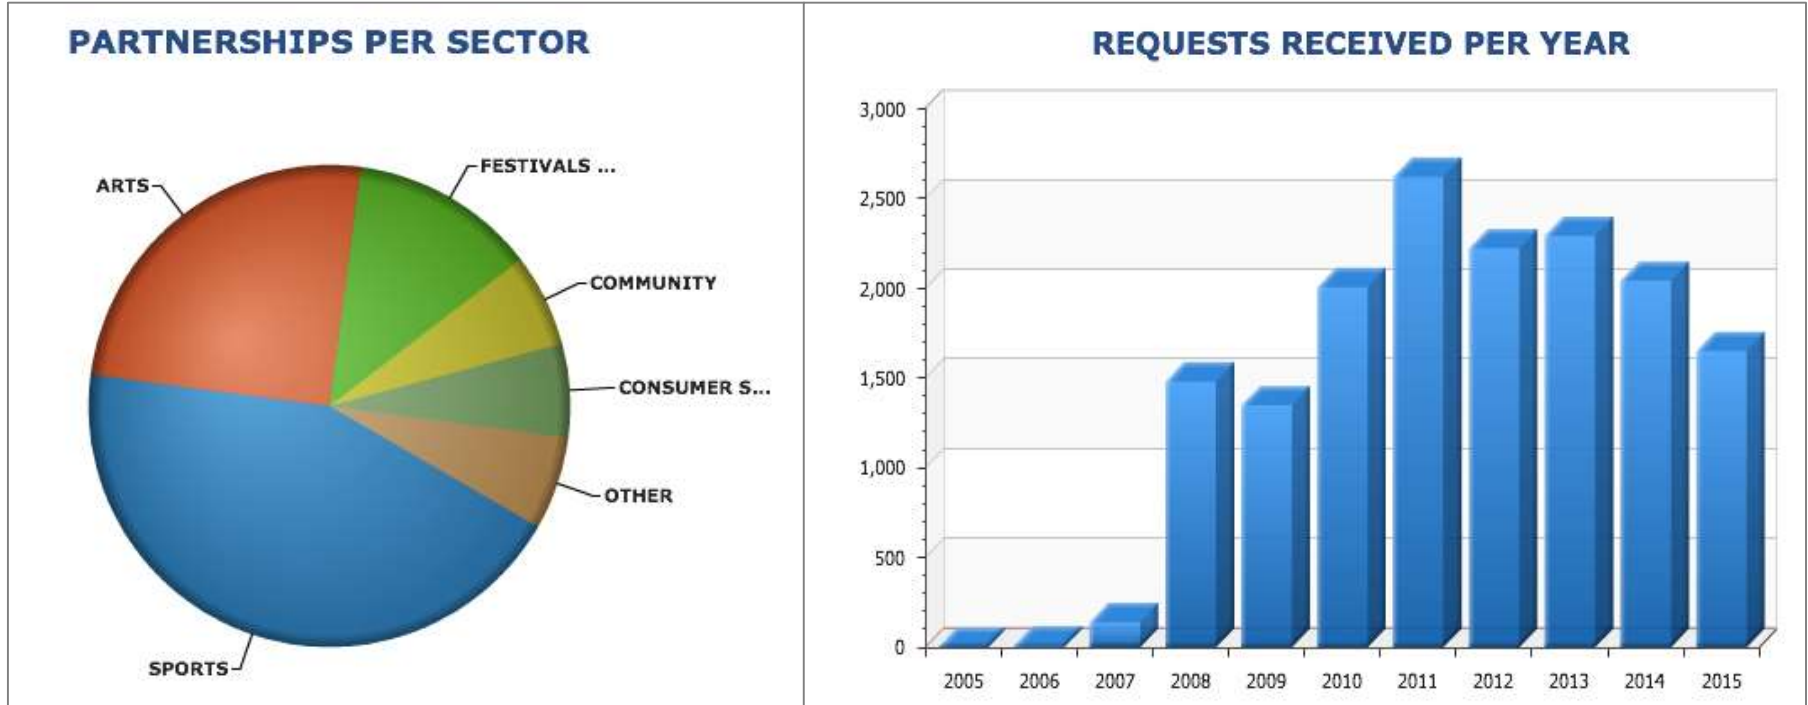 PARTNERSHIPS PER SECTOR
FESTIVALS ...
ARTS
COMMUNITY
CONSUMER S...
OTHER
SPORTS
REQUESTS RECEIVED PER YEAR
3,000
2,500
2,000
1,500
1,000
500
0
2005 2006 2007 2008 2009 2010 2011 2012 2013 2014 2015